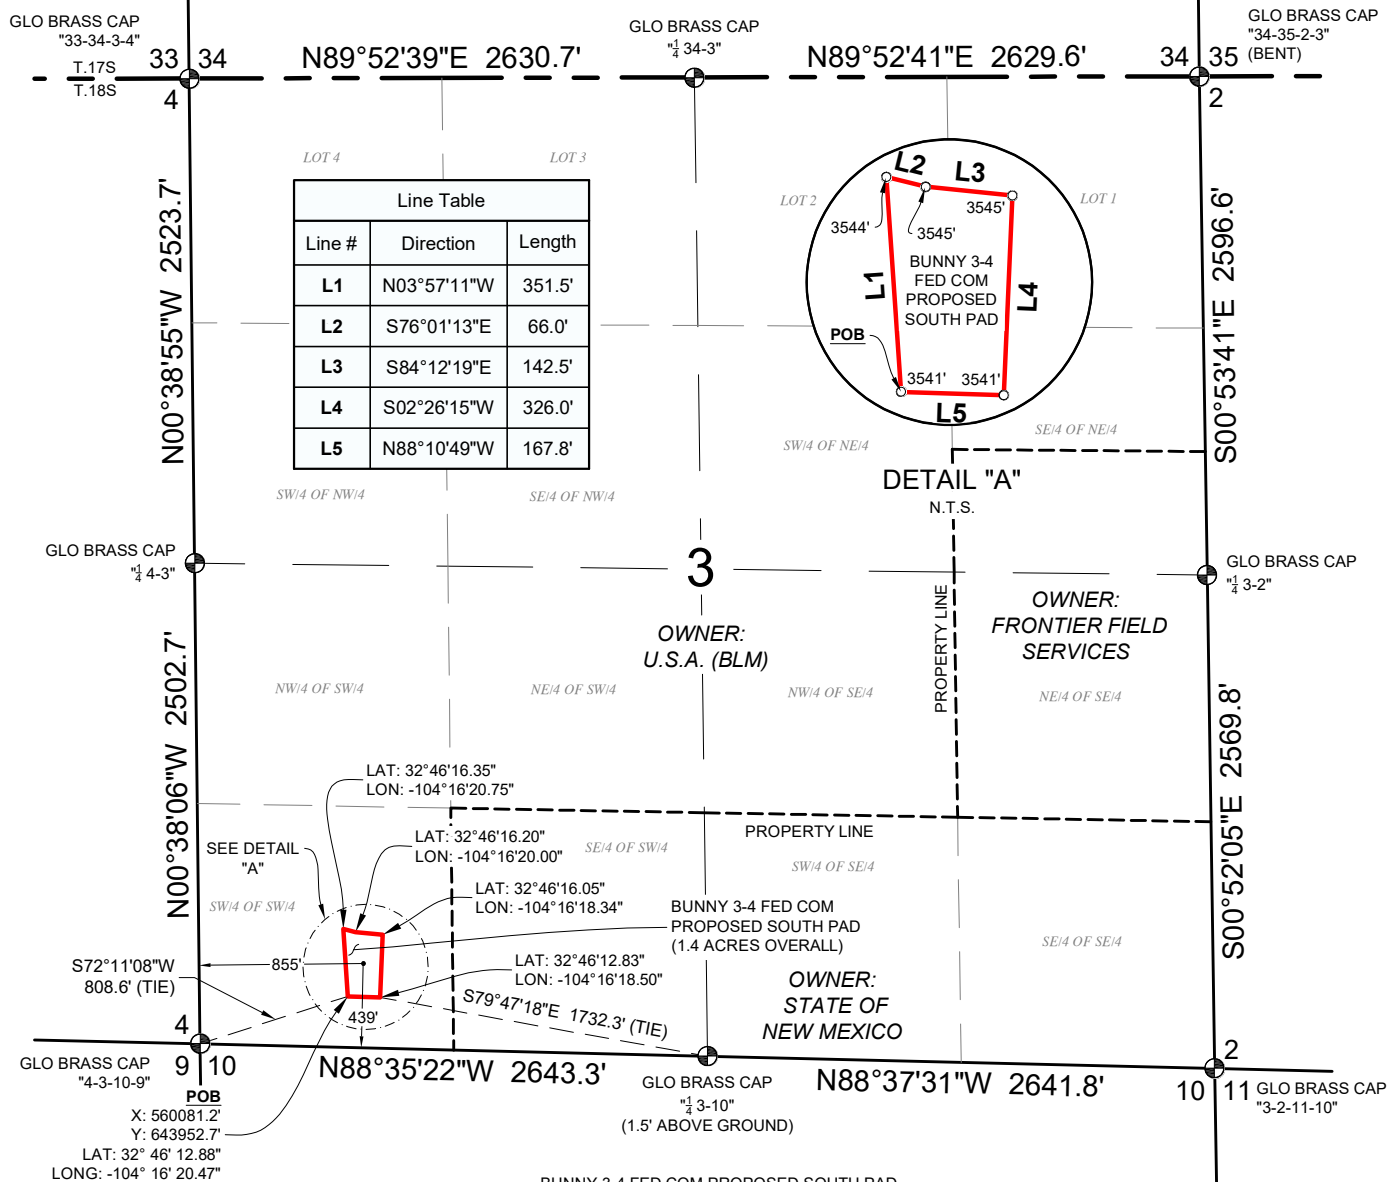 GLO BRASS CAP
"33-34-3-4"
33 34
T.17S
T.18S
4
N89°52'39"E 2630.7'
GLO BRASS CAP
"1/4 34-3"
N89°52'41"E 2629.6'
GLO BRASS CAP
"34-35-2-3"
(BENT)
34 35
2
LOT 4
LOT 3
LOT 2
LOT 1
Line Table
Line # Direction Length
L1 N03°57'11"W 351.5'
L2 S76°01'13"E 66.0'
L3 S84°12'19"E 142.5'
L4 S02°26'15"W 326.0'
L5 N88°10'49"W 167.8'
L2
L3
3544'
3545'
3545'
BUNNY 3-4
FED COM
PROPOSED
SOUTH PAD
L1
L4
POB
3541' 3541'
L5
DETAIL "A"
N.T.S.
N00°38'55"W 2523.7'
S00°53'41"E 2596.6'
SW/4 OF NW/4
SE/4 OF NW/4
SW/4 OF NE/4
SE/4 OF NE/4
GLO BRASS CAP
"1/4 4-3"
3
GLO BRASS CAP
"1/4 3-2"
OWNER:
U.S.A. (BLM)
PROPERTY LINE
OWNER:
FRONTIER FIELD
SERVICES
NW/4 OF SW/4
NE/4 OF SW/4
NW/4 OF SE/4
NE/4 OF SE/4
N00°38'06"W 2502.7'
S00°52'05"E 2569.8'
LAT: 32°46'16.35"
LON: -104°16'20.75"
LAT: 32°46'16.20"
LON: -104°16'20.00"
PROPERTY LINE
SEE DETAIL
"A"
SE/4 OF SW/4
SW/4 OF SE/4
LAT: 32°46'16.05"
LON: -104°16'18.34"
SW/4 OF SW/4
BUNNY 3-4 FED COM
PROPOSED SOUTH PAD
(1.4 ACRES OVERALL)
SE/4 OF SE/4
S72°11'08"W
808.6' (TIE)
855'
LAT: 32°46'12.83"
LON: -104°16'18.50"
OWNER:
STATE OF
NEW MEXICO
S79°47'18"E 1732.3' (TIE)
439'
4
9 10
GLO BRASS CAP
"4-3-10-9"
N88°35'22"W 2643.3'
GLO BRASS CAP
"1/4 3-10"
(1.5' ABOVE GROUND)
N88°37'31"W 2641.8'
2
10 11
GLO BRASS CAP
"3-2-11-10"
POB
X: 560081.2'
Y: 643952.7'
LAT: 32° 46' 12.88"
LONG: -104° 16' 20.47"
BUNNY 3-4 FED COM PROPOSED SOUTH PAD